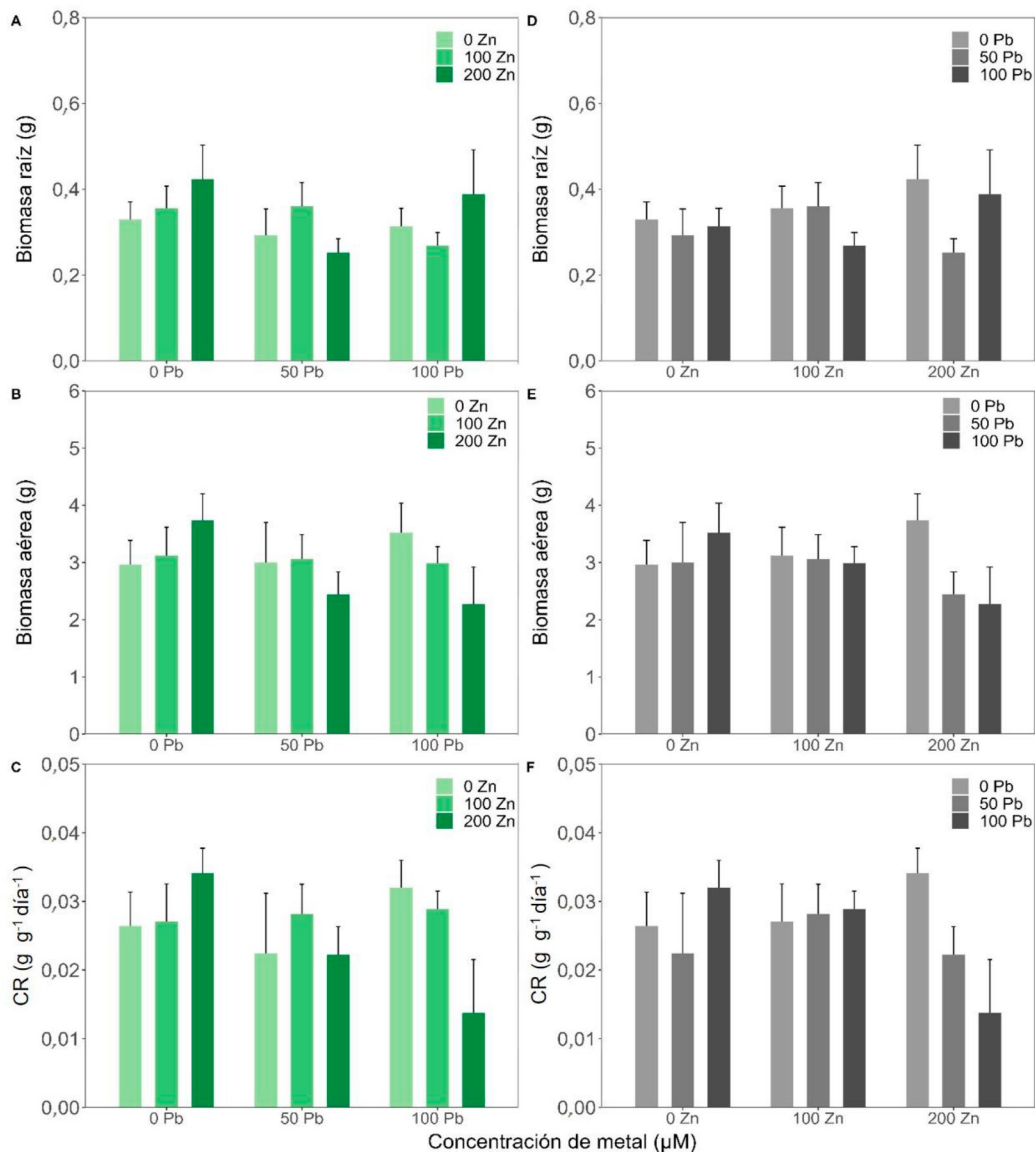 A
Biomasa raíz (g)
0,8
0,6
0,4
0,2
0,0
0 Zn
100 Zn
200 Zn
0 Pb
50 Pb
100 Pb
D
Biomasa raíz (g)
0,8
0,6
0,4
0,2
0,0
0 Pb
50 Pb
100 Pb
0 Zn
100 Zn
200 Zn
B
Biomasa aérea (g)
6
5
4
3
2
1
0
0 Zn
100 Zn
200 Zn
0 Pb
50 Pb
100 Pb
E
Biomasa aérea (g)
6
5
4
3
2
1
0
0 Pb
50 Pb
100 Pb
0 Zn
100 Zn
200 Zn
C
CR (g g⁻¹ día⁻¹)
0,05
0,04
0,03
0,02
0,01
0,00
0 Zn
100 Zn
200 Zn
0 Pb
50 Pb
100 Pb
F
CR (g g⁻¹ día⁻¹)
0,05
0,04
0,03
0,02
0,01
0,00
0 Pb
50 Pb
100 Pb
0 Zn
100 Zn
200 Zn
Concentración de metal (µM)